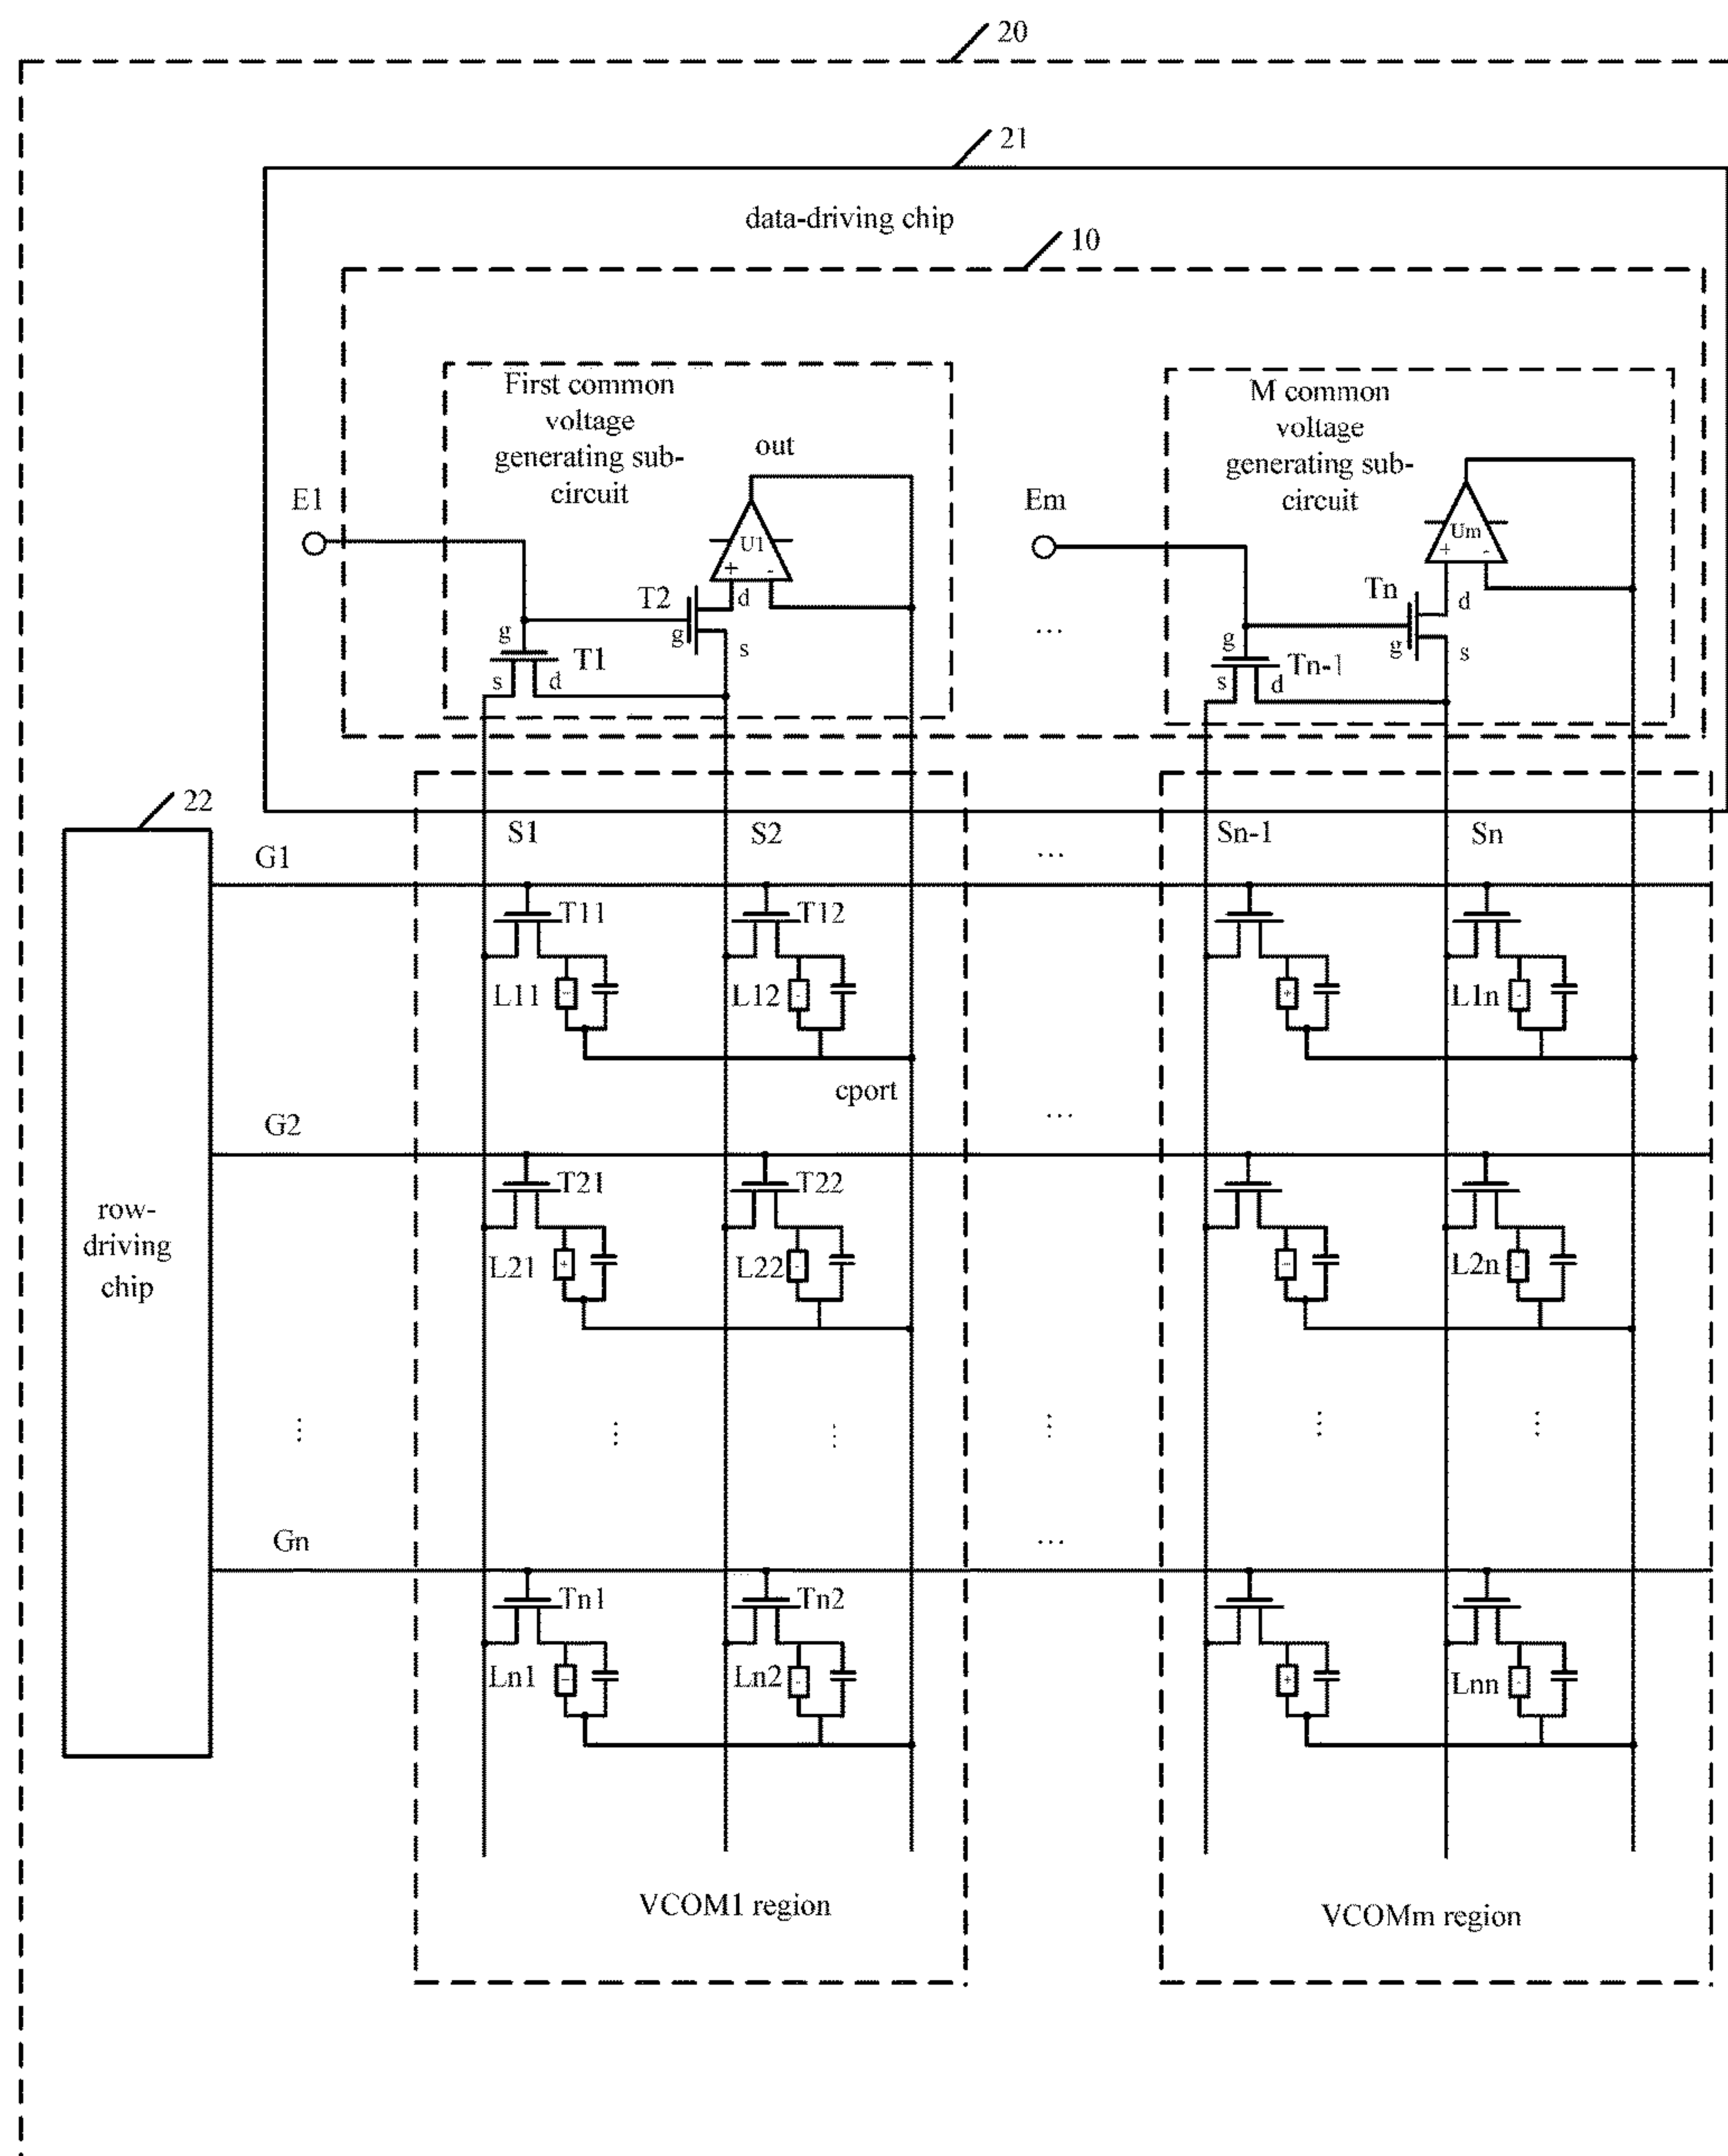 20
21
data-driving chip
10
First common
voltage
generating sub-
circuit
out
M common
voltage
generating sub-
circuit
E1
Em
U1
+ -
Um
+ -
T2
d
g
s
g
T1
s
d
...
Tn
d
g
s
g
Tn-1
s
d
22
S1
S2
Sn-1
Sn
G1
...
T11
T12
L11
-
L12
-
+
L1n
-
cport
G2
...
T21
T22
row-
driving
chip
L21
+
L22
-
-
L2n
-
...
...
...
...
...
...
Gn
...
Tn1
Tn2
Ln1
-
Ln2
-
+
Lnn
-
VCOM1 region
VCOMm region